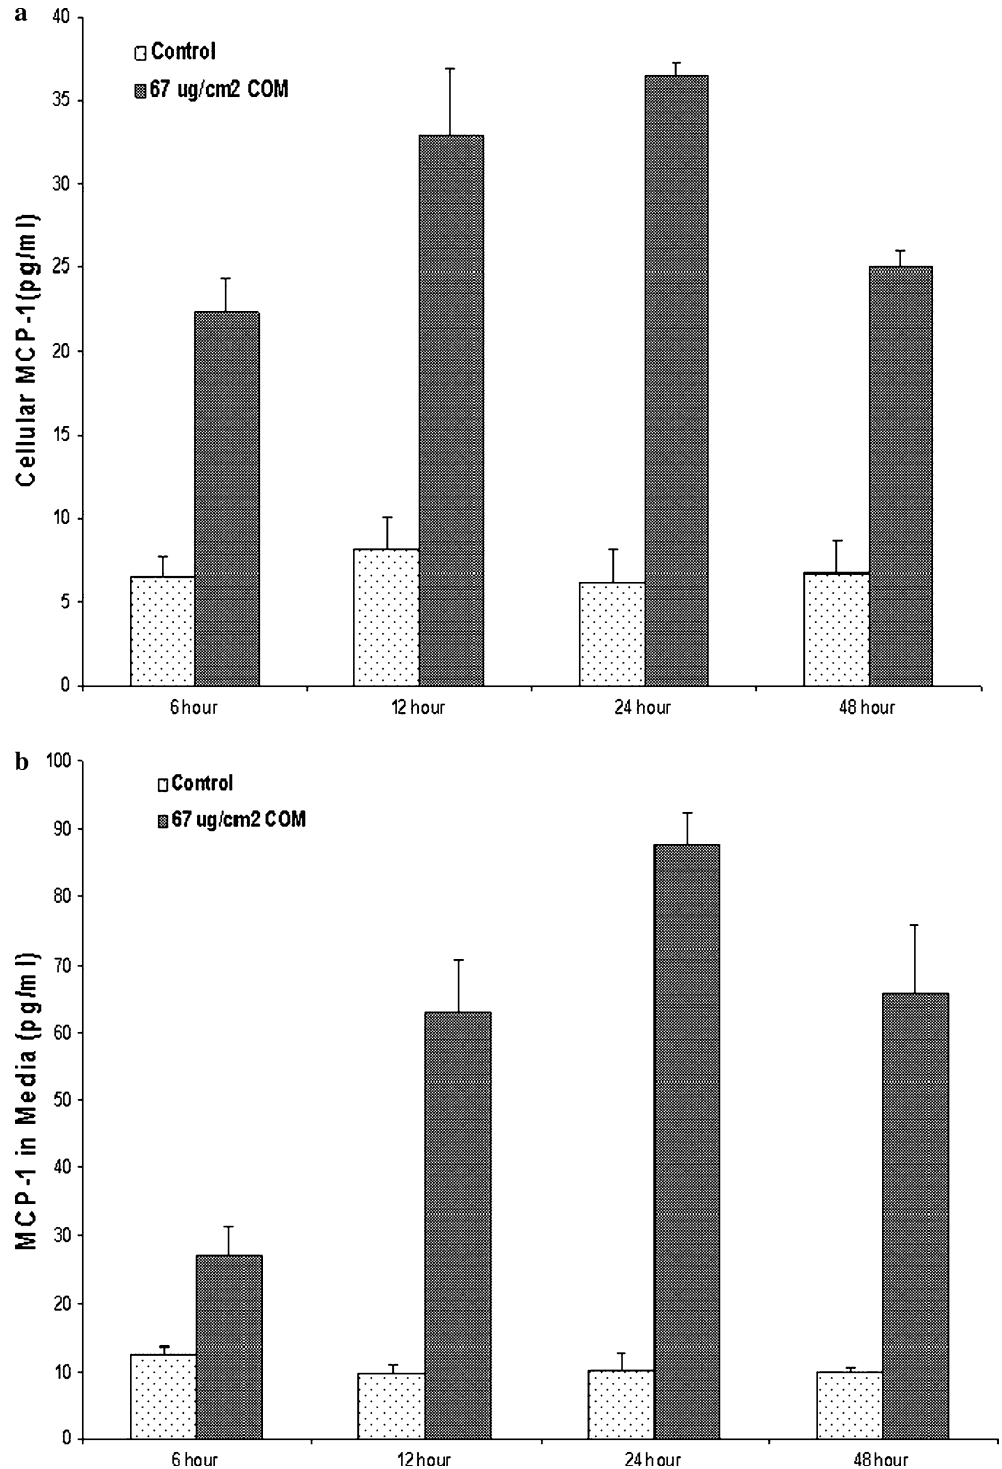 a
40
Control
67 ug/cm2 COM
35
30
25
20
15
10
5
0
Cellular MCP-1(pg/ml)
6 hour
12 hour
24 hour
48 hour
b
100
Control
67 ug/cm2 COM
90
80
70
60
50
40
30
20
10
0
MCP-1 in Media (pg/ml)
6 hour
12 hour
24 hour
48 hour